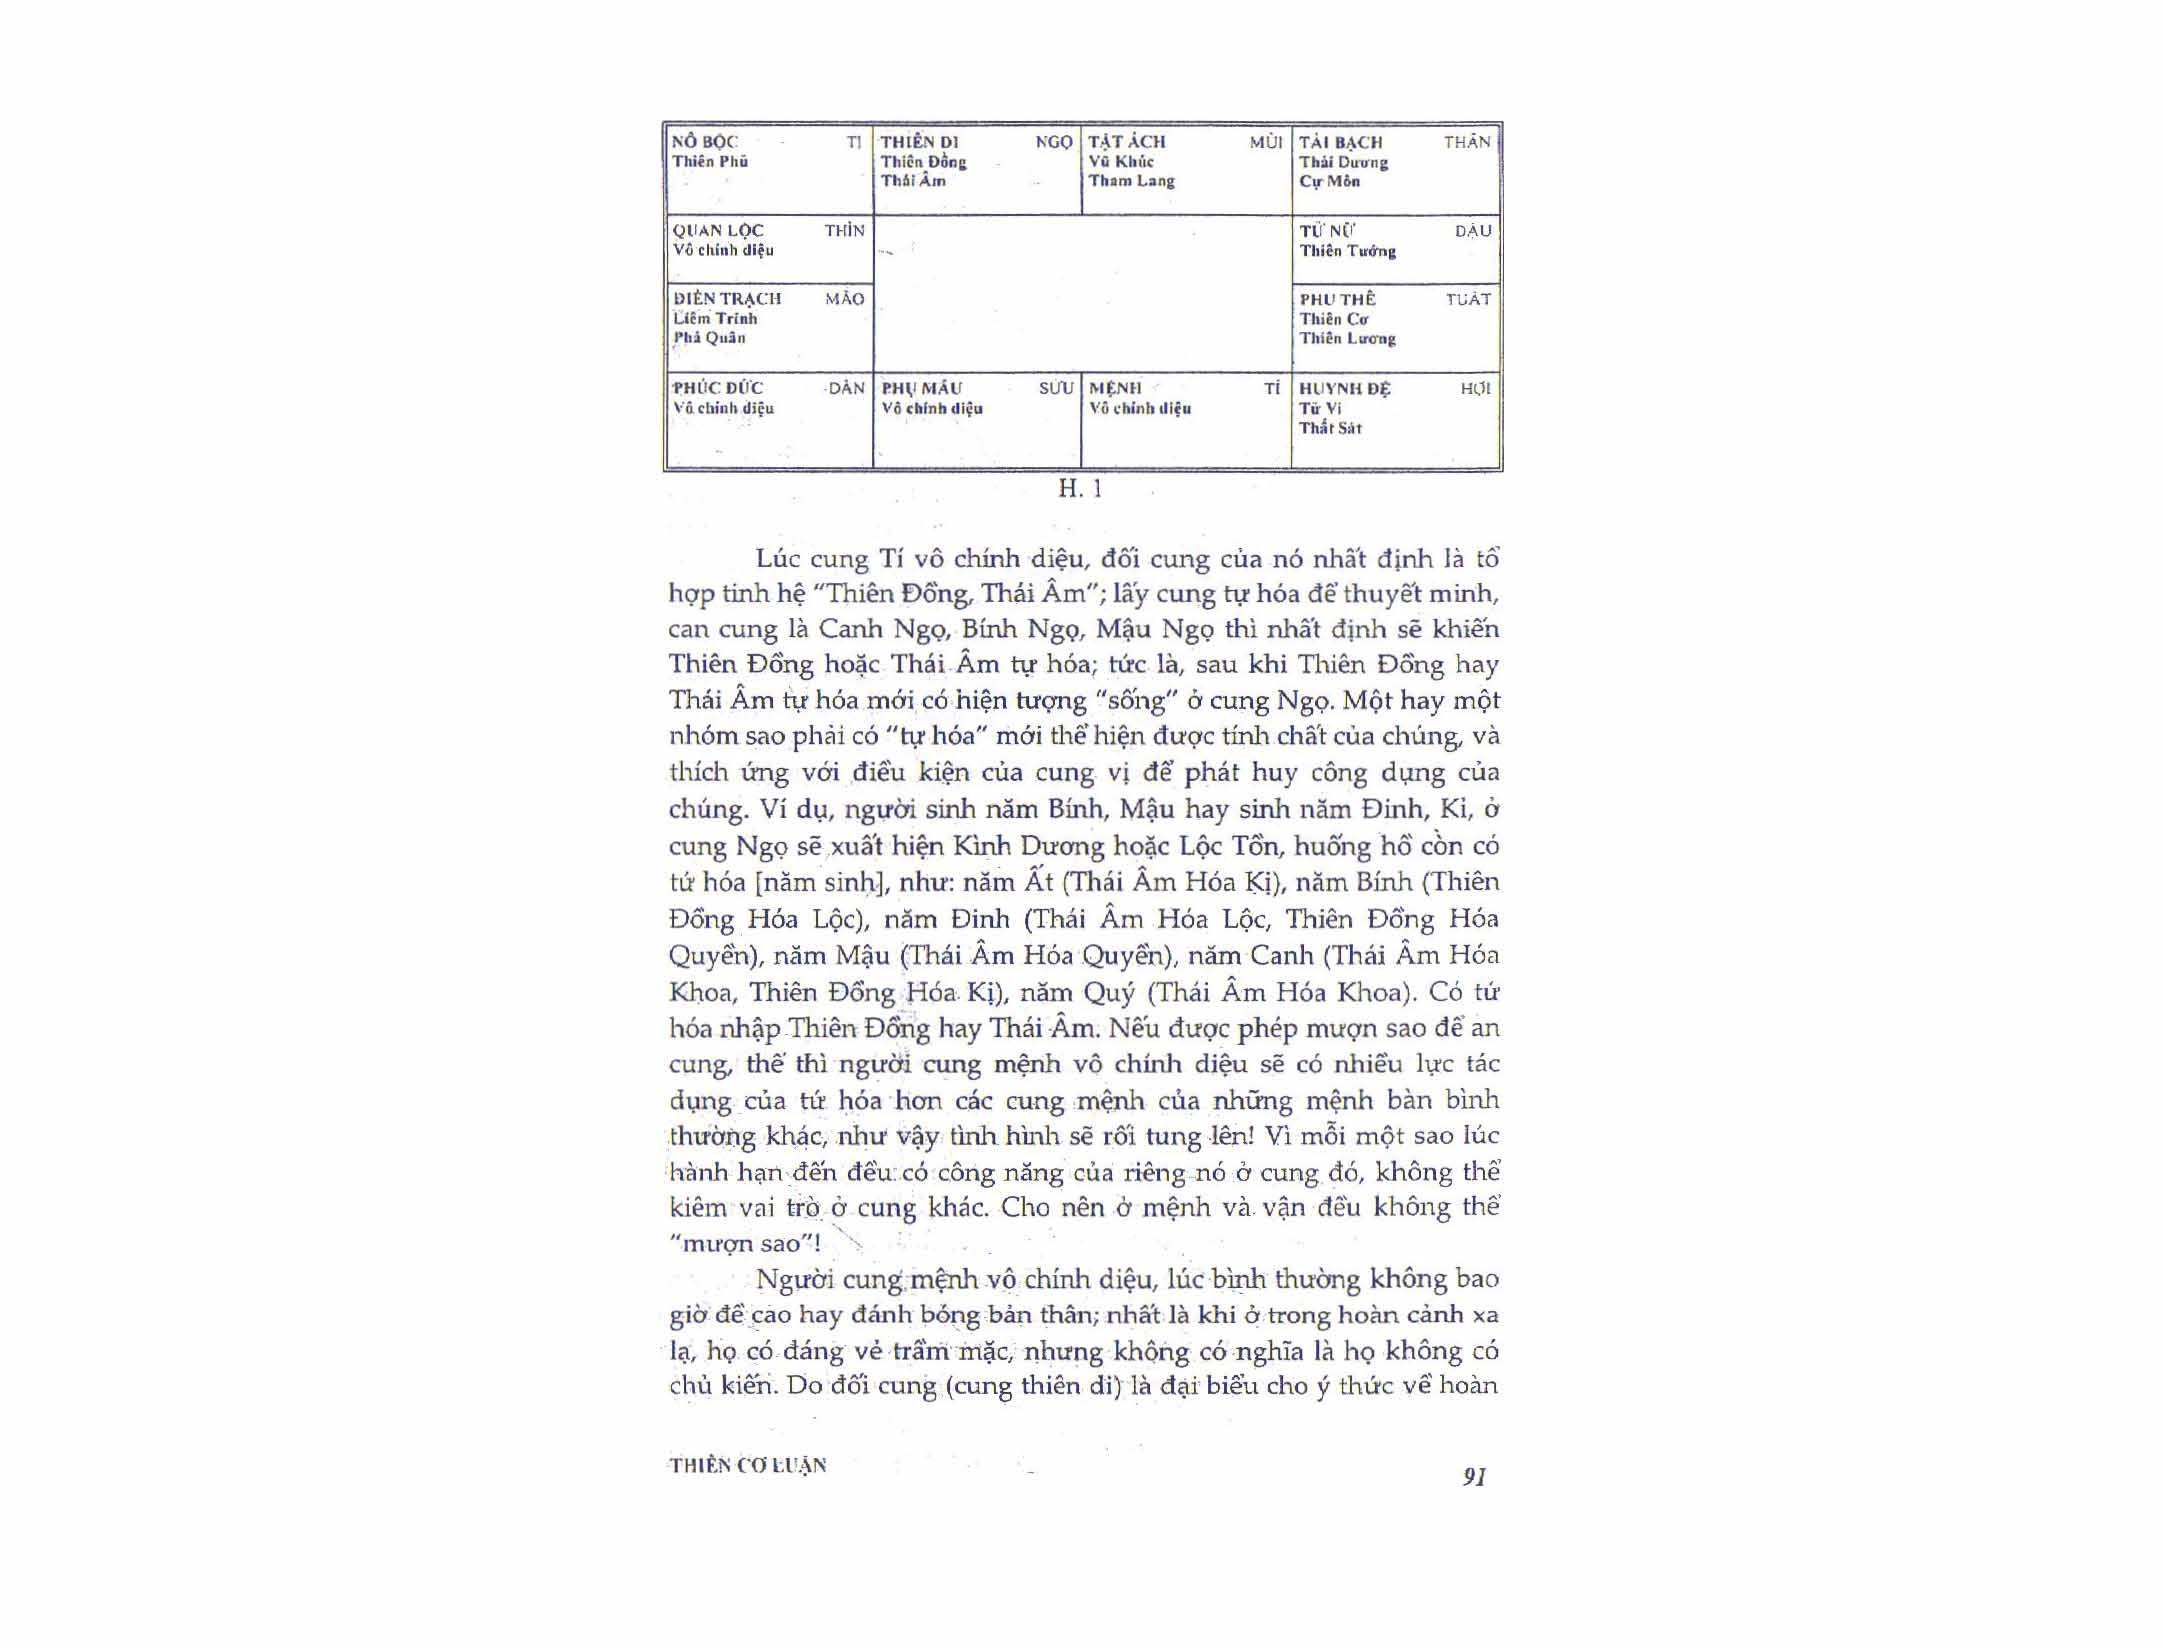 NÔ BỘC TỊ THIÊN DI NGỌ TẬT ÁCH MÙI TÀI BẠCH THÂN
Thiên Phủ Thiên Đồng Vũ Khúc Thái Dương
Thái Âm Tham Lang Cự Môn
QUAN LỘC THÌN TỬ NỮ DẬU
Vô chính diệu Thiên Tướng
ĐIỀN TRẠCH MÃO PHU THÊ TUẤT
Liêm Trinh Thiên Cơ
Phá Quân Thiên Lương
PHÚC ĐỨC DẦN PHỤ MẪU SỬU MỆNH TÍ HUYNH ĐỆ HỢI
Vô chính diệu Vô chính diệu Vô chính diệu Tử Vi
Thất Sát
H. 1
Lúc cung Tí vô chính diệu, đối cung của nó nhất định là tổ
hợp tinh hệ "Thiên Đồng, Thái Âm"; lấy cung tự hóa để thuyết minh,
can cung là Canh Ngọ, Bính Ngọ, Mậu Ngọ thì nhất định sẽ khiến
Thiên Đồng hoặc Thái Âm tự hóa; tức là, sau khi Thiên Đồng hay
Thái Âm tự hóa mới có hiện tượng "sống" ở cung Ngọ. Một hay một
nhóm sao phải có "tự hóa" mới thể hiện được tính chất của chúng, và
thích ứng với điều kiện của cung vị để phát huy công dụng của
chúng. Ví dụ, người sinh năm Bính, Mậu hay sinh năm Đinh, Kỉ, ở
cung Ngọ sẽ xuất hiện Kình Dương hoặc Lộc Tồn, huống hồ còn có
tứ hóa [năm sinh], như: năm Ất (Thái Âm Hóa Kị), năm Bính (Thiên
Đồng Hóa Lộc), năm Đinh (Thái Âm Hóa Lộc, Thiên Đồng Hóa
Quyền), năm Mậu (Thái Âm Hóa Quyền), năm Canh (Thái Âm Hóa
Khoa, Thiên Đồng Hóa Kị), năm Quý (Thái Âm Hóa Khoa). Có tứ
hóa nhập Thiên Đồng hay Thái Âm. Nếu được phép mượn sao để an
cung, thế thì người cung mệnh vô chính diệu sẽ có nhiều lực tác
dụng của tứ hóa hơn các cung mệnh của những mệnh bàn bình
thường khác, như vậy tình hình sẽ rối tung lên! Vì mỗi một sao lúc
hành hạn đến đều có công năng của riêng nó ở cung đó, không thể
kiêm vai trò ở cung khác. Cho nên ở mệnh và vận đều không thể
"mượn sao"!
Người cung mệnh vô chính diệu, lúc bình thường không bao
giờ đề cao hay đánh bóng bản thân; nhất là khi ở trong hoàn cảnh xa
lạ, họ có dáng vẻ trầm mặc, nhưng không có nghĩa là họ không có
chủ kiến. Do đối cung (cung thiên di) là đại biểu cho ý thức về hoàn
THIÊN CƠ LUẬN 91